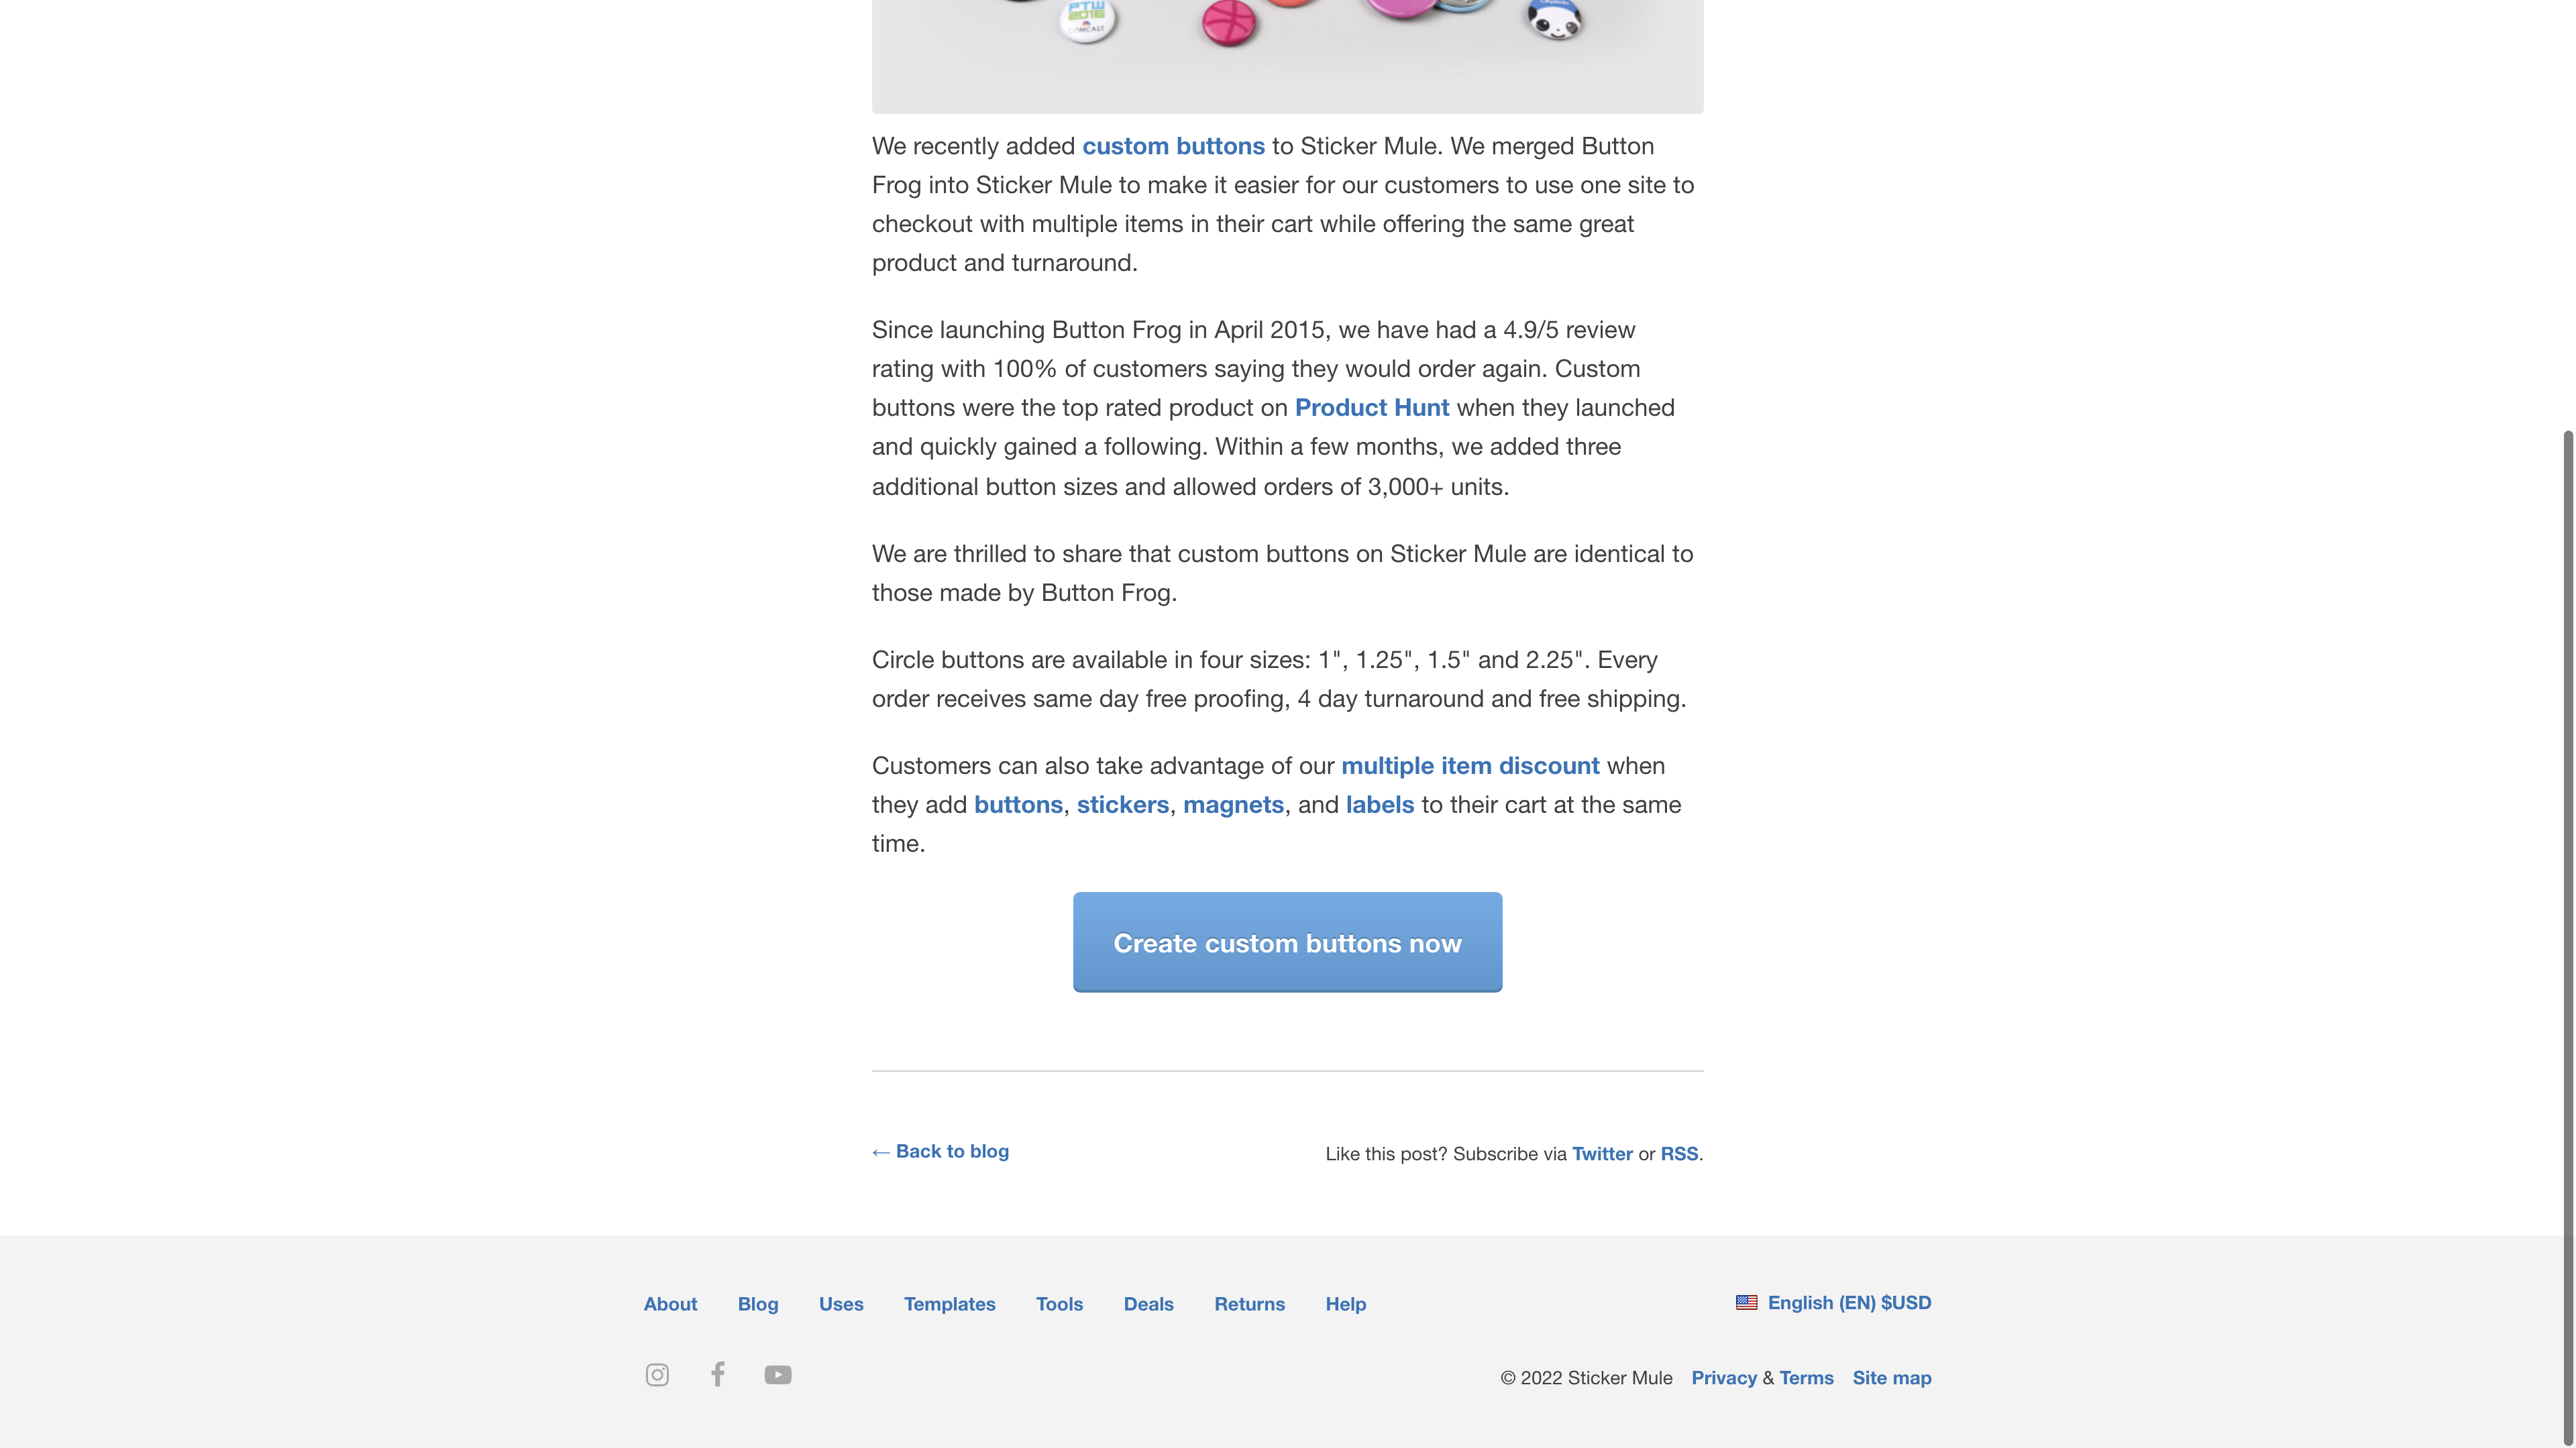 PTW
2016
COMCAST
We recently added custom buttons to Sticker Mule. We merged Button
Frog into Sticker Mule to make it easier for our customers to use one site to
checkout with multiple items in their cart while offering the same great
product and turnaround.
Since launching Button Frog in April 2015, we have had a 4.9/5 review
rating with 100% of customers saying they would order again. Custom
buttons were the top rated product on Product Hunt when they launched
and quickly gained a following. Within a few months, we added three
additional button sizes and allowed orders of 3,000+ units.
We are thrilled to share that custom buttons on Sticker Mule are identical to
those made by Button Frog.
Circle buttons are available in four sizes: 1", 1.25", 1.5" and 2.25". Every
order receives same day free proofing, 4 day turnaround and free shipping.
Customers can also take advantage of our multiple item discount when
they add buttons, stickers, magnets, and labels to their cart at the same
time.
Create custom buttons now
← Back to blog
Like this post? Subscribe via Twitter or RSS.
About Blog Uses Templates Tools Deals Returns Help
English (EN) $USD
© 2022 Sticker Mule Privacy & Terms Site map